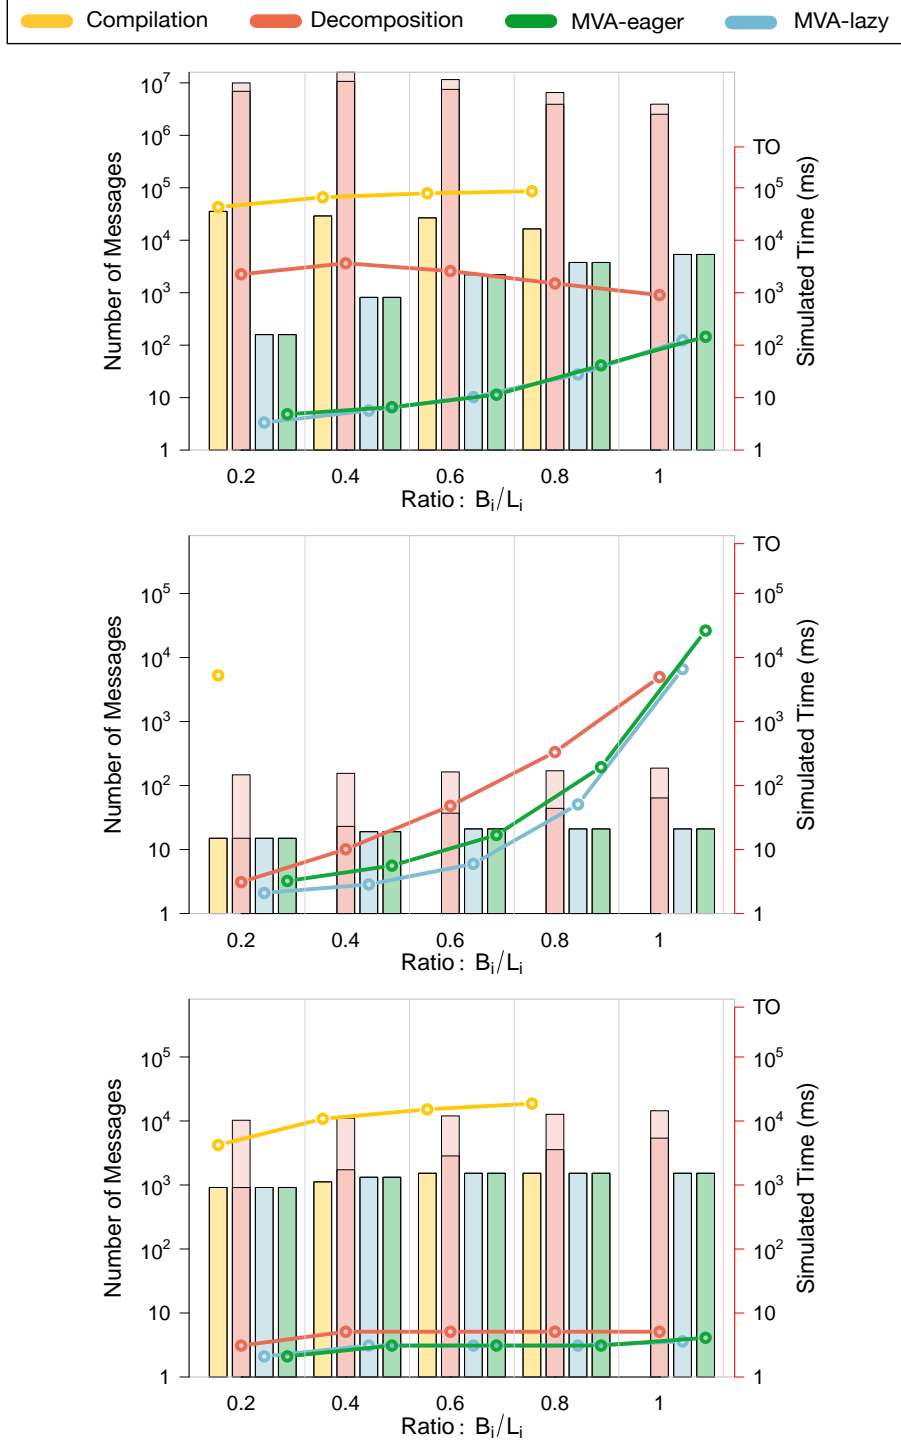 Compilation Decomposition MVA-eager MVA-lazy
10^7
10^6
10^5
10^4
10^3
10^2
10
1
Number of Messages
TO
10^5
10^4
10^3
10^2
10
1
Simulated Time (ms)
0.2 0.4 0.6 0.8 1
Ratio : B_i/L_i
10^5
10^4
10^3
10^2
10
1
Number of Messages
TO
10^5
10^4
10^3
10^2
10
1
Simulated Time (ms)
0.2 0.4 0.6 0.8 1
Ratio : B_i/L_i
10^5
10^4
10^3
10^2
10
1
Number of Messages
TO
10^5
10^4
10^3
10^2
10
1
Simulated Time (ms)
0.2 0.4 0.6 0.8 1
Ratio : B_i/L_i